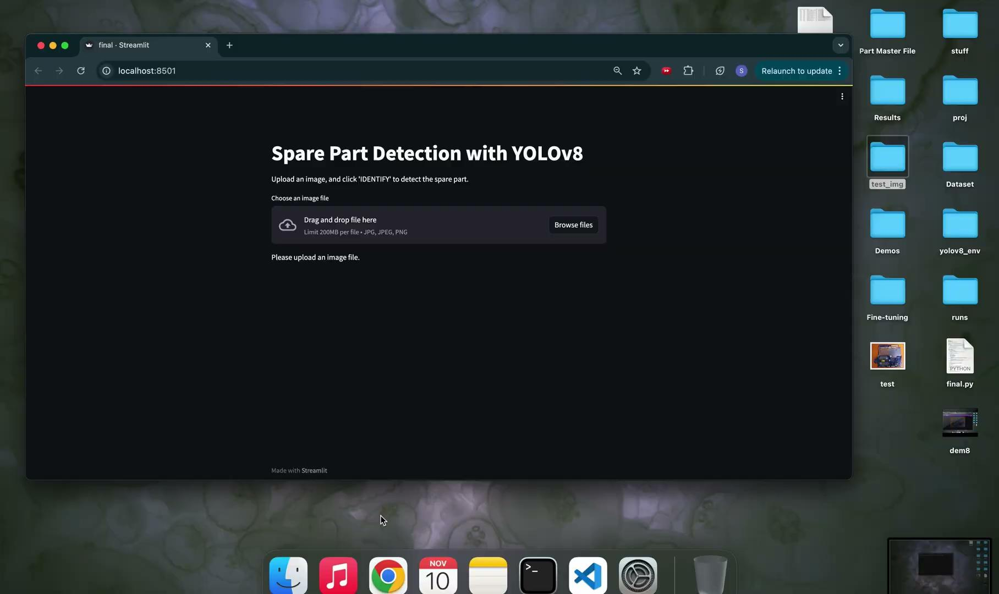 final · Streamlit
localhost:8501
S
Relaunch to update
Spare Part Detection with YOLOv8
Upload an image, and click 'IDENTIFY' to detect the spare part.
Choose an image file
Drag and drop file here
Limit 200MB per file • JPG, JPEG, PNG
Browse files
Please upload an image file.
Made with Streamlit
Part Master File
stuff
Results
proj
test_img
Dataset
Demos
yolov8_env
Fine-tuning
runs
test
PYTHON
final.py
dem8
NOV
10
>_